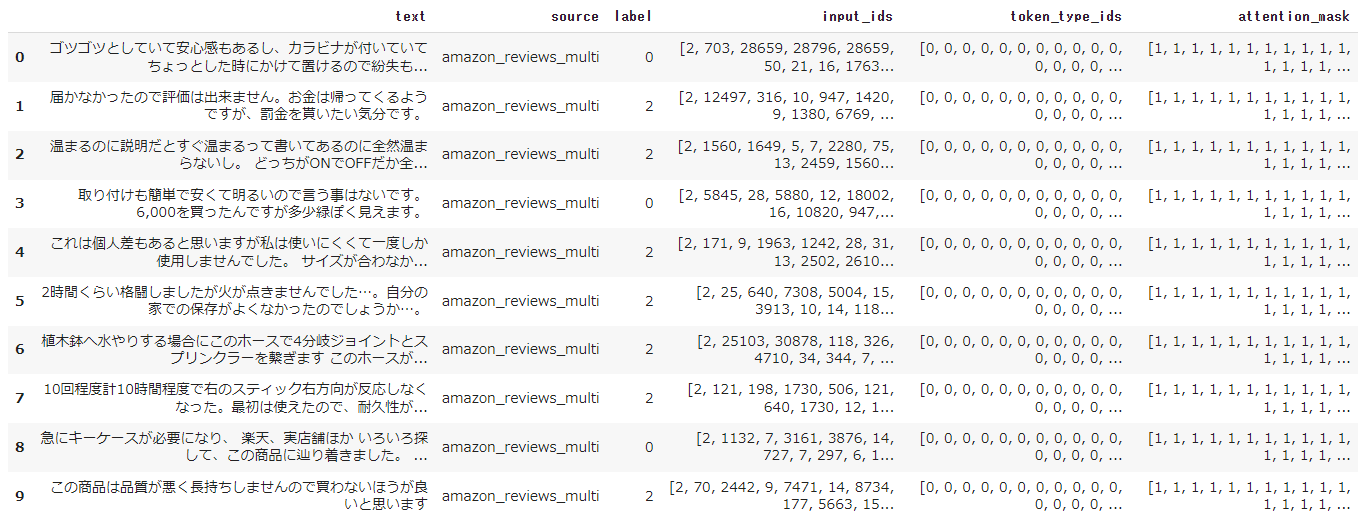 text source label input_ids token_type_ids attention_mask
0 ゴツゴツとしていて安心感もあるし、カラビナが付いていて amazon_reviews_multi 0 [2, 703, 28659, 28796, 28659, [0, 0, 0, 0, 0, 0, 0, 0, 0, 0, 0, [1, 1, 1, 1, 1, 1, 1, 1, 1, 1, 1,
ちょっとした時にかけて置けるので紛失も... 50, 21, 16, 1763... 0, 0, 0, 0, ... 1, 1, 1, 1, ...
1 届かなかったので評価は出来ません。お金は帰ってくるよう amazon_reviews_multi 2 [2, 12497, 316, 10, 947, 1420, [0, 0, 0, 0, 0, 0, 0, 0, 0, 0, 0, [1, 1, 1, 1, 1, 1, 1, 1, 1, 1, 1,
ですが、罰金を貰いたい気分です。 9, 1380, 6769, ... 0, 0, 0, 0, ... 1, 1, 1, 1, ...
2 温まるのに説明だとすぐ温まるって書いてあるのに全然温ま amazon_reviews_multi 2 [2, 1560, 1649, 5, 7, 2280, 75, [0, 0, 0, 0, 0, 0, 0, 0, 0, 0, 0, [1, 1, 1, 1, 1, 1, 1, 1, 1, 1, 1,
らないし。 どっちがONでOFFだか全... 13, 2459, 1560... 0, 0, 0, 0, ... 1, 1, 1, 1, ...
3 取り付けも簡単で安くて明るいので言う事はないです。 amazon_reviews_multi 0 [2, 5845, 28, 5880, 12, 18002, [0, 0, 0, 0, 0, 0, 0, 0, 0, 0, 0, [1, 1, 1, 1, 1, 1, 1, 1, 1, 1, 1,
6,000を買ったんですが多少緑ぽく見えます。 16, 10820, 947,... 0, 0, 0, 0, ... 1, 1, 1, 1, ...
4 これは個人差もあると思いますが私は使いにくくて一度しか amazon_reviews_multi 2 [2, 171, 9, 1963, 1242, 28, 31, [0, 0, 0, 0, 0, 0, 0, 0, 0, 0, 0, [1, 1, 1, 1, 1, 1, 1, 1, 1, 1, 1,
使用しませんでした。 サイズが合わなか... 13, 2502, 2610... 0, 0, 0, 0, ... 1, 1, 1, 1, ...
5 2時間くらい格闘しましたが火が点きませんでした…。自分の amazon_reviews_multi 2 [2, 25, 640, 7308, 5004, 15, [0, 0, 0, 0, 0, 0, 0, 0, 0, 0, 0, [1, 1, 1, 1, 1, 1, 1, 1, 1, 1, 1,
家での保存がよくなかったのでしょうか…。 3913, 10, 14, 118... 0, 0, 0, 0, ... 1, 1, 1, 1, ...
6 植木鉢へ水やりする場合にこのホースで4分岐ジョイントとス amazon_reviews_multi 2 [2, 25103, 30878, 118, 326, [0, 0, 0, 0, 0, 0, 0, 0, 0, 0, 0, [1, 1, 1, 1, 1, 1, 1, 1, 1, 1, 1,
プリンクラーを繋ぎます このホースが... 4710, 34, 344, 7, ... 0, 0, 0, 0, ... 1, 1, 1, 1, ...
7 10回程度計10時間程度で右のスティック右方向が反応しなく amazon_reviews_multi 2 [2, 121, 198, 1730, 506, 121, [0, 0, 0, 0, 0, 0, 0, 0, 0, 0, 0, [1, 1, 1, 1, 1, 1, 1, 1, 1, 1, 1,
なった。最初は使えたので、耐久性が... 640, 1730, 12, 1... 0, 0, 0, 0, ... 1, 1, 1, 1, ...
8 急にキーケースが必要になり、 楽天、実店舗ほか いろいろ探 amazon_reviews_multi 0 [2, 1132, 7, 3161, 3876, 14, [0, 0, 0, 0, 0, 0, 0, 0, 0, 0, 0, [1, 1, 1, 1, 1, 1, 1, 1, 1, 1, 1,
して、この商品に辿り着きました。 ... 727, 7, 297, 6, 1... 0, 0, 0, 0, ... 1, 1, 1, 1, ...
9 この商品は品質が悪く長持ちしませんので買わないほうが良 amazon_reviews_multi 2 [2, 70, 2442, 9, 7471, 14, 8734, [0, 0, 0, 0, 0, 0, 0, 0, 0, 0, 0, [1, 1, 1, 1, 1, 1, 1, 1, 1, 1, 1,
いと思います 177, 5663, 15... 0, 0, 0, 0, ... 1, 1, 1, 1, ...